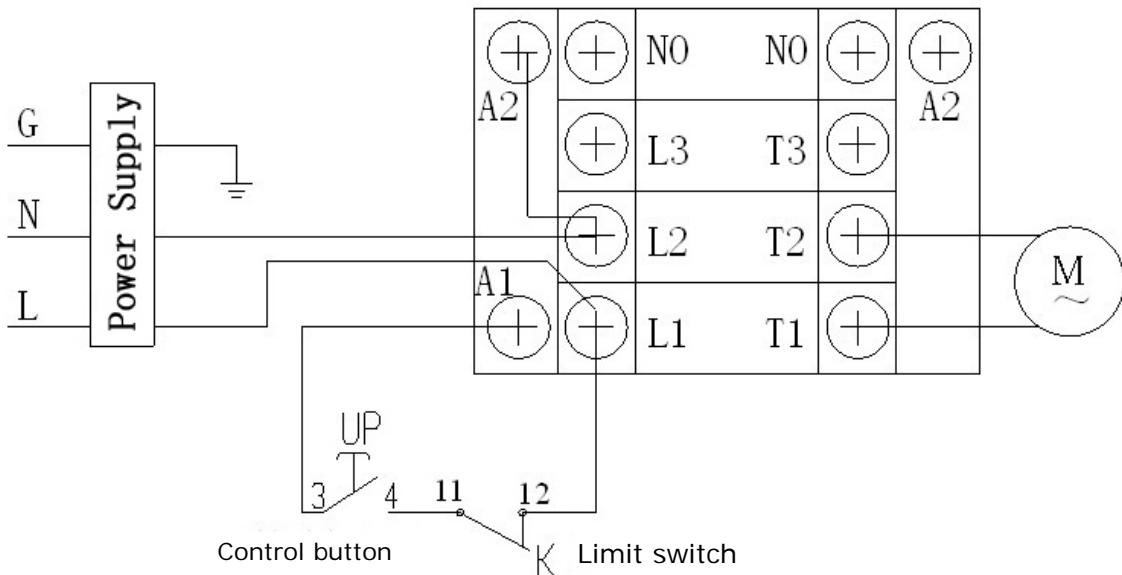 G
N
L
Power Supply
A2
NO NO
A2
L3 T3
L2 T2
A1
L1 T1
M
~
UP
3 4 11 12
K
Control button Limit switch